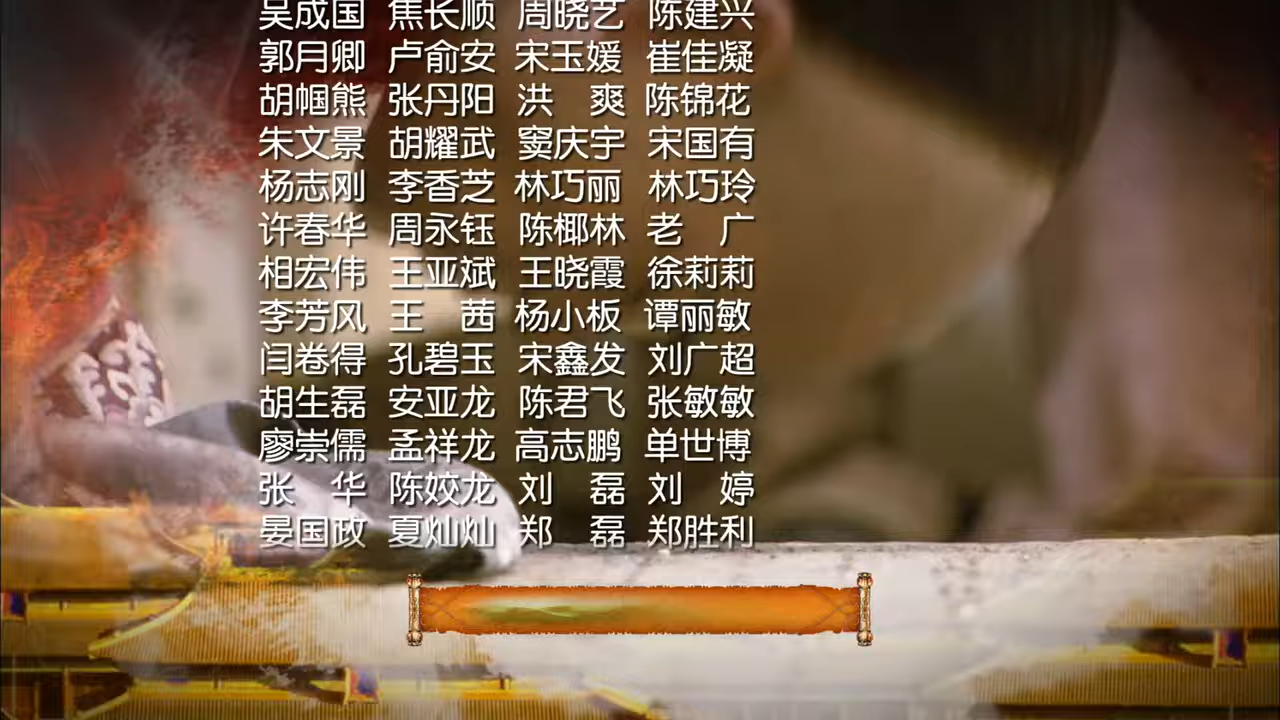 吴成国 焦长顺 周晓艺 陈建兴
郭月卿 卢俞安 宋玉媛 崔佳凝
胡帼熊 张丹阳 洪 爽 陈锦花
朱文景 胡耀武 窦庆宇 宋国有
杨志刚 李香芝 林巧丽 林巧玲
许春华 周永钰 陈椰林 老 广
相宏伟 王亚斌 王晓霞 徐莉莉
李芳风 王 茜 杨小板 谭丽敏
闫卷得 孔碧玉 宋鑫发 刘广超
胡生磊 安亚龙 陈君飞 张敏敏
廖崇儒 孟祥龙 高志鹏 单世博
张 华 陈姣龙 刘 磊 刘 婷
晏国政 夏灿灿 郑 磊 郑胜利